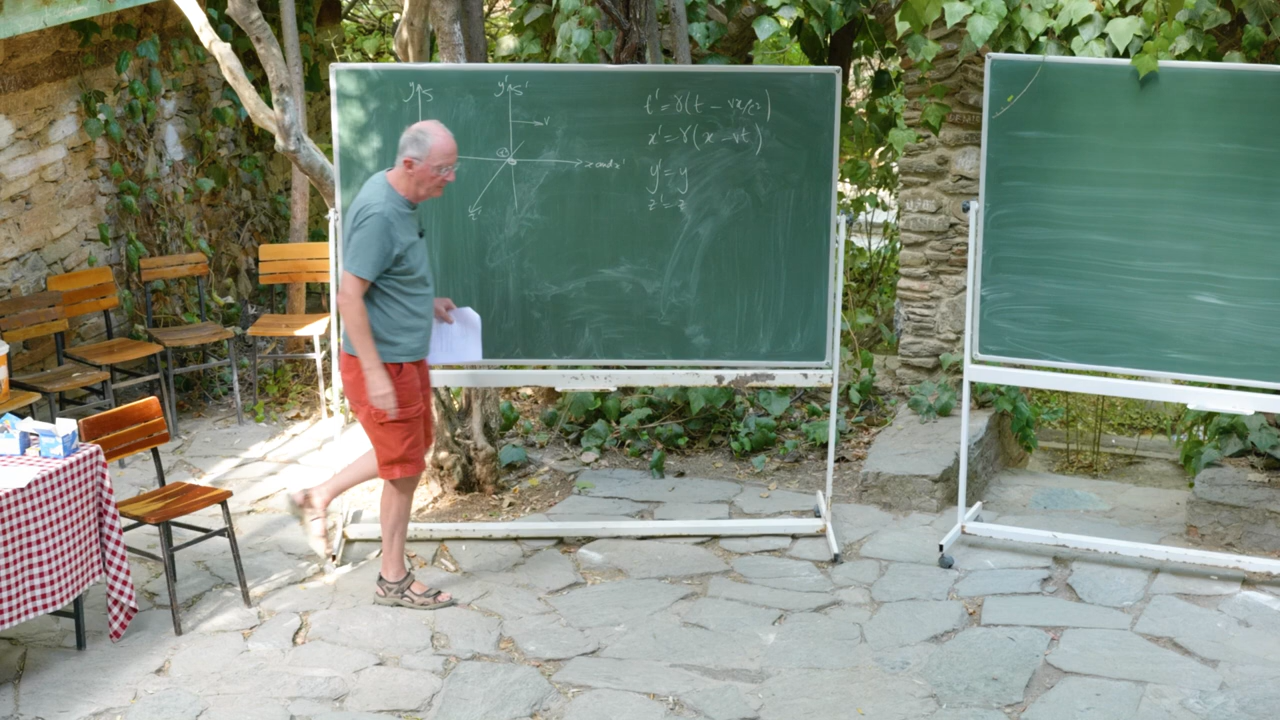 y S
y' S'
v
x and x'
z'
t' = γ(t - vx/c²)
x' = γ(x - vt)
y' = y
z' = z